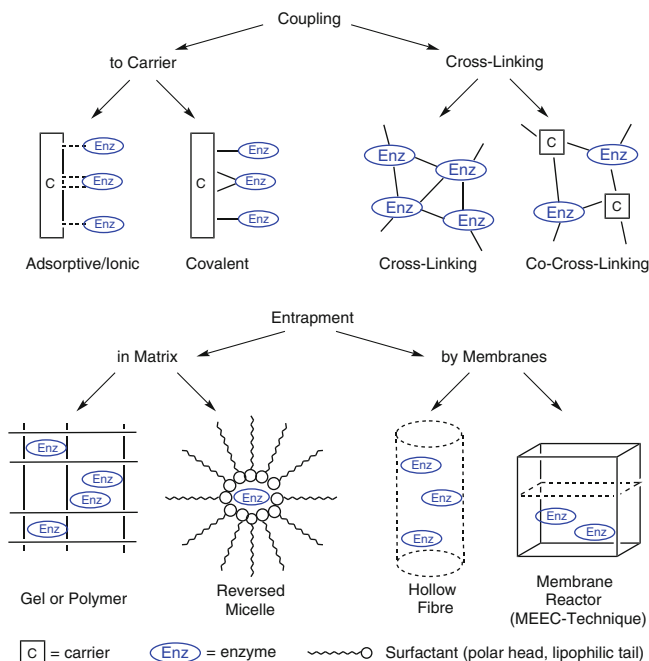 Coupling
to Carrier
Cross-Linking
Enz
Enz
Enz
C
Enz
Enz
Enz
C
Enz
Enz
Enz
Enz
C
Enz
Enz
C
Adsorptive/Ionic
Covalent
Cross-Linking
Co-Cross-Linking
Entrapment
in Matrix
by Membranes
Enz
Enz
Enz
Enz
Enz
Enz
Enz
Enz
Enz
Enz
Gel or Polymer
Reversed
Micelle
Hollow
Fibre
Membrane
Reactor
(MEEC-Technique)
C = carrier
Enz = enzyme
Surfactant (polar head, lipophilic tail)